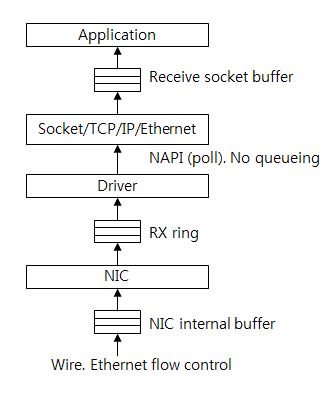 Application
Receive socket buffer
Socket/TCP/IP/Ethernet
NAPI (poll). No queueing
Driver
RX ring
NIC
NIC internal buffer
Wire. Ethernet flow control